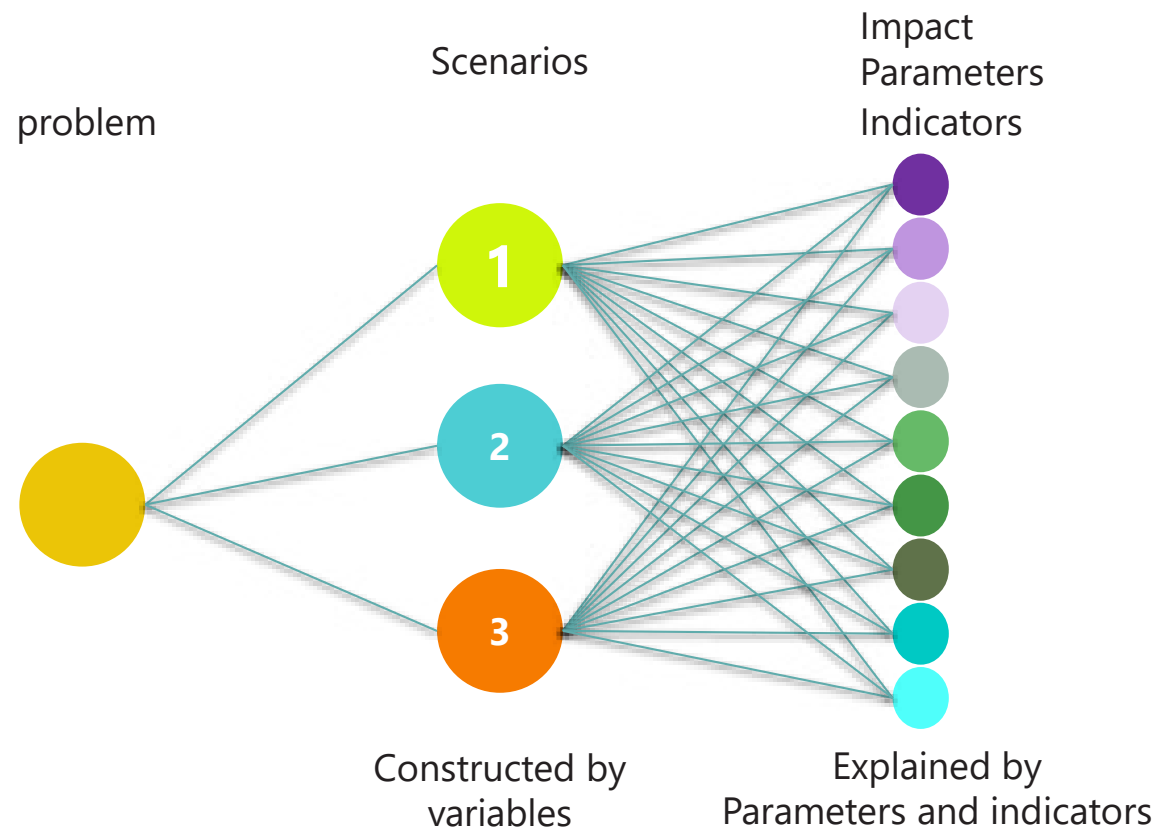 problem
Scenarios
Impact
Parameters
Indicators
1
2
3
Constructed by
variables
Explained by
Parameters and indicators